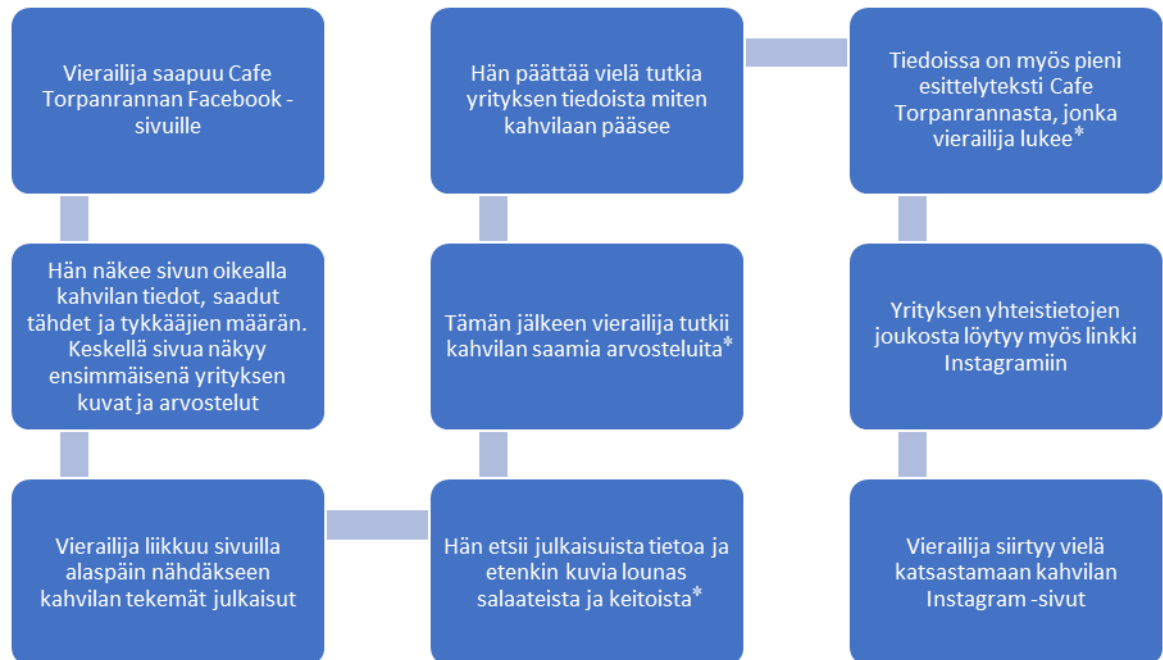 Vierailija saapuu Cafe
Torpanrannan Facebook -
sivuille
Hän näkee sivun oikealla
kahvilan tiedot, saadut
tähdet ja tykkääjien määrän.
Keskellä sivua näkyy
ensimmäisenä yrityksen
kuvat ja arvostelut
Vierailija liikkuu sivuilla
alaspäin nähdäkseen
kahvilan tekemät julkaisut
Hän etsii julkaisuista tietoa ja
etenkin kuvia lounas
salaateista ja keitoista*
Tämän jälkeen vierailija tutkii
kahvilan saamia arvosteluita*
Hän päättää vielä tutkia
yrityksen tiedoista miten
kahvilaan pääsee
Tiedoissa on myös pieni
esittelyteksti Cafe
Torpanrannasta, jonka
vierailija lukee*
Yrityksen yhteistietojen
joukosta löytyy myös linkki
Instagramiin
Vierailija siirtyy vielä
katsastamaan kahvilan
Instagram -sivut